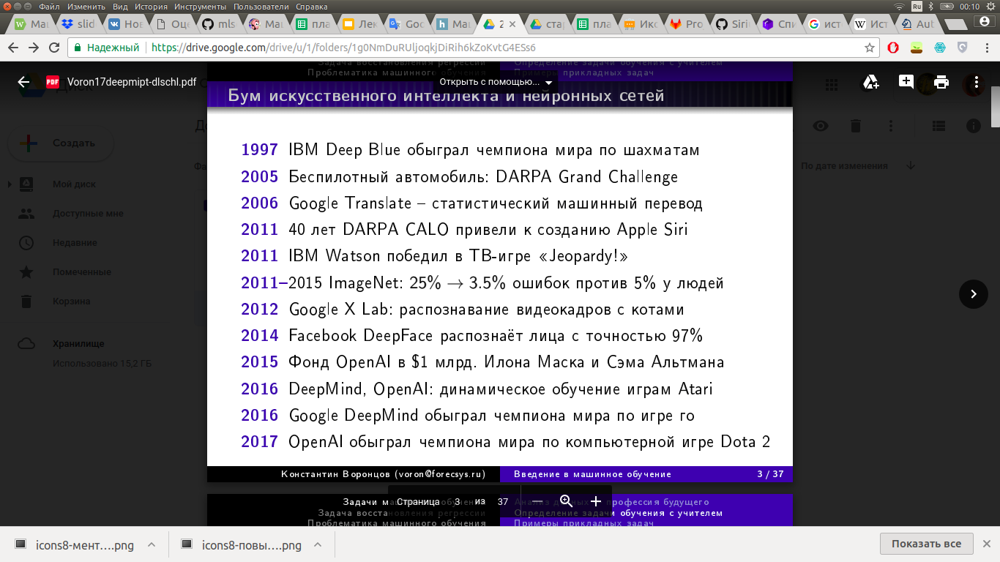 Файл Изменить Вид История Инструменты Пользователи Справка Ru 00:10
Маш slid Нов Оце mls Маш пла Лек Goo Маш 2 ста пла Ико Pro Siri Спи ист Ист Aut
Надежный https://drive.google.com/drive/u/1/folders/1g0NmDuRUljoqkjDiRih6kZoKvtG4ESs6
Задача восстановления регрессии Определение задачи обучения с учителем
Проблематика машинного обучения Примеры прикладных задач
PDF Voron17deepmipt-dlschl.pdf Открыть с помощью...
Бум искусственного интеллекта и нейронных сетей
Создать
По дате изменения
Мой диск
Доступные мне
Недавние
Помеченные
Корзина
Хранилище
Использовано 15,2 ГБ
1997 IBM Deep Blue обыграл чемпиона мира по шахматам
2005 Беспилотный автомобиль: DARPA Grand Challenge
2006 Google Translate – статистический машинный перевод
2011 40 лет DARPA CALO привели к созданию Apple Siri
2011 IBM Watson победил в ТВ-игре «Jeopardy!»
2011–2015 ImageNet: 25% → 3.5% ошибок против 5% у людей
2012 Google X Lab: распознавание видеокадров с котами
2014 Facebook DeepFace распознаёт лица с точностью 97%
2015 Фонд OpenAI в $1 млрд. Илона Маска и Сэма Альтмана
2016 DeepMind, OpenAI: динамическое обучение играм Atari
2016 Google DeepMind обыграл чемпиона мира по игре го
2017 OpenAI обыграл чемпиона мира по компьютерной игре Dota 2
Константин Воронцов (voron@forecsys.ru) Введение в машинное обучение 3 / 37
Страница 3 из 37
Задачи машинного обучения Анализ данных – профессия будущего
Задача восстановления регрессии Определение задачи обучения с учителем
Проблематика машинного обучения Примеры прикладных задач
icons8-мент....png icons8-повы....png Показать все